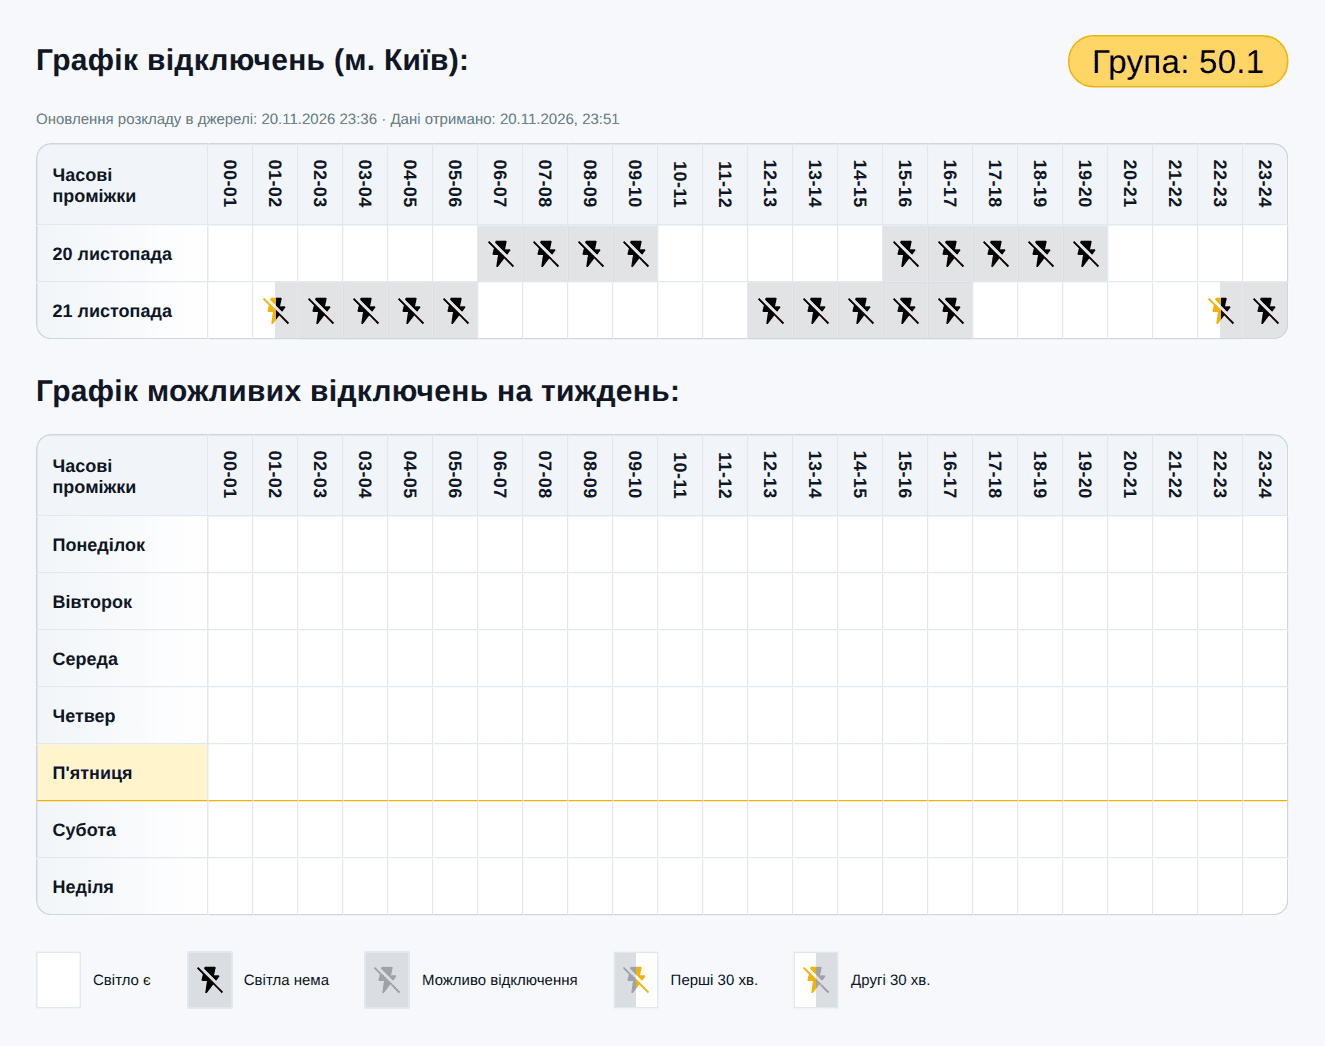 Графік відключень (м. Київ):
Група: 50.1
Оновлення розкладу в джерелі: 20.11.2026 23:36 · Дані отримано: 20.11.2026, 23:51
Часові проміжки 00-01 01-02 02-03 03-04 04-05 05-06 06-07 07-08 08-09 09-10 10-11 11-12 12-13 13-14 14-15 15-16 16-17 17-18 18-19 19-20 20-21 21-22 22-23 23-24
20 листопада
21 листопада
Графік можливих відключень на тиждень:
Часові проміжки 00-01 01-02 02-03 03-04 04-05 05-06 06-07 07-08 08-09 09-10 10-11 11-12 12-13 13-14 14-15 15-16 16-17 17-18 18-19 19-20 20-21 21-22 22-23 23-24
Понеділок
Вівторок
Середа
Четвер
П'ятниця
Субота
Неділя
Світло є Світла нема Можливо відключення Перші 30 хв. Другі 30 хв.